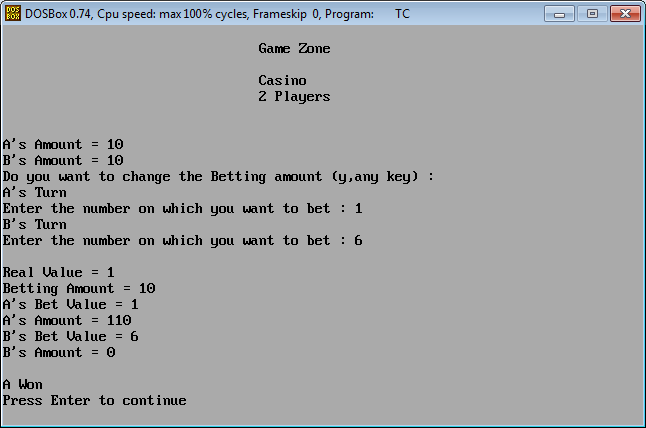 DOSBox 0.74, Cpu speed: max 100% cycles, Frameskip 0, Program: TC
Game Zone
Casino
2 Players
A's Amount = 10
B's Amount = 10
Do you want to change the Betting amount (y,any key) :
A's Turn
Enter the number on which you want to bet : 1
B's Turn
Enter the number on which you want to bet : 6
Real Value = 1
Betting Amount = 10
A's Bet Value = 1
A's Amount = 110
B's Bet Value = 6
B's Amount = 0
A Won
Press Enter to continue